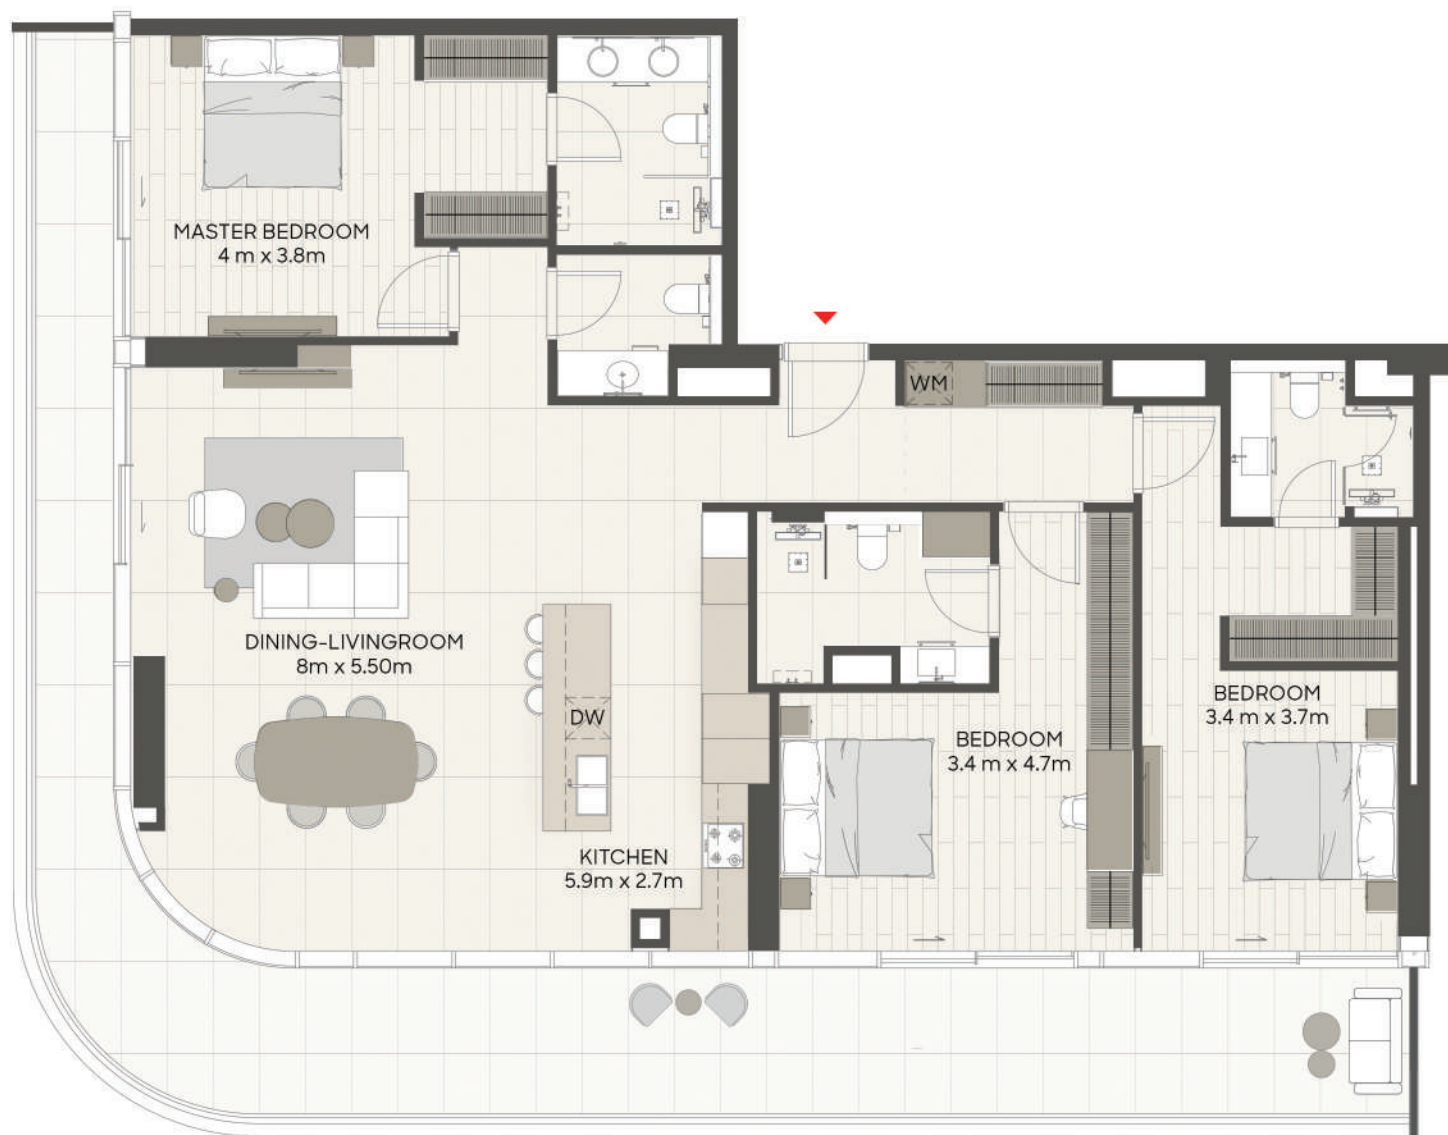 MASTER BEDROOM
4 m x 3.8m
WM
DINING-LIVINGROOM
8m x 5.50m
DW
BEDROOM
3.4 m x 3.7m
BEDROOM
3.4 m x 4.7m
KITCHEN
5.9m x 2.7m